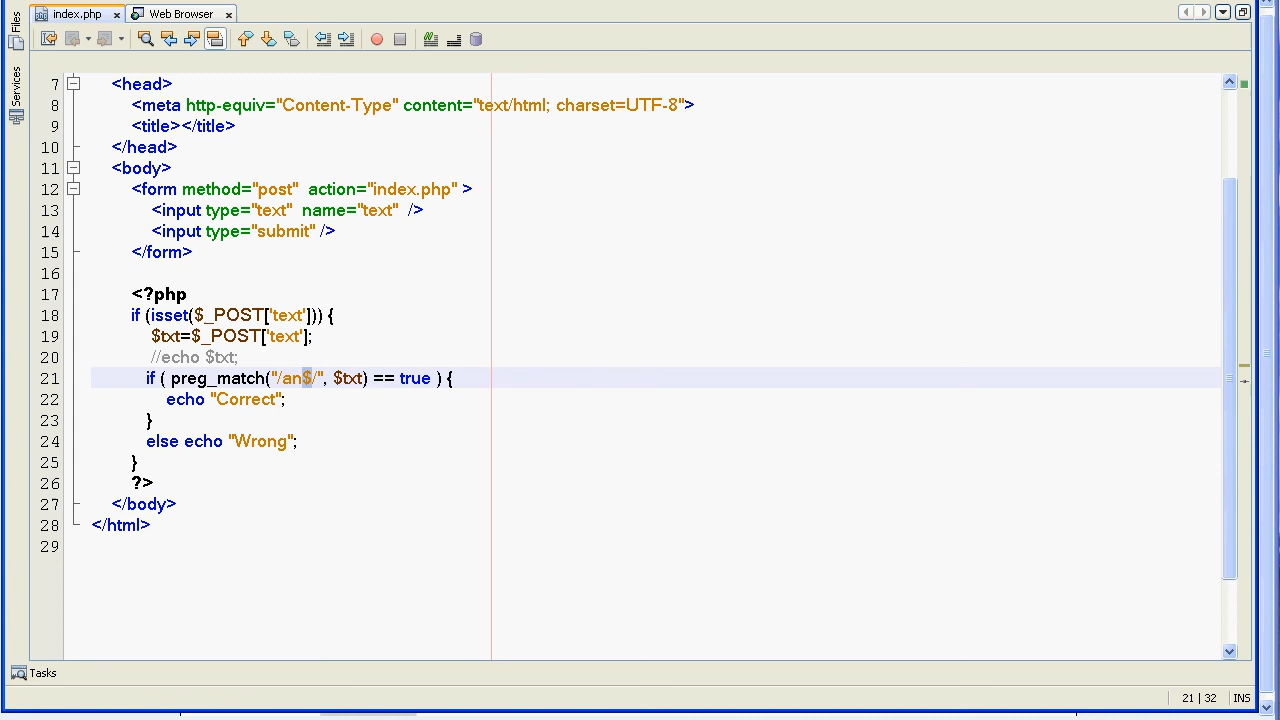 index.php
Web Browser
Files
Services
7 <head>
8 <meta http-equiv="Content-Type" content="text/html; charset=UTF-8">
9 <title></title>
10 </head>
11 <body>
12 <form method="post"  action="index.php" >
13 <input type="text"  name="text"  />
14 <input type="submit" />
15 </form>
16
17 <?php
18 if (isset($_POST['text'])) {
19 $txt=$_POST['text'];
20 //echo $txt;
21 if ( preg_match("/an$/", $txt) == true ) {
22 echo "Correct";
23 }
24 else echo "Wrong";
25 }
26 ?>
27 </body>
28 </html>
29
Tasks
21 | 32 INS